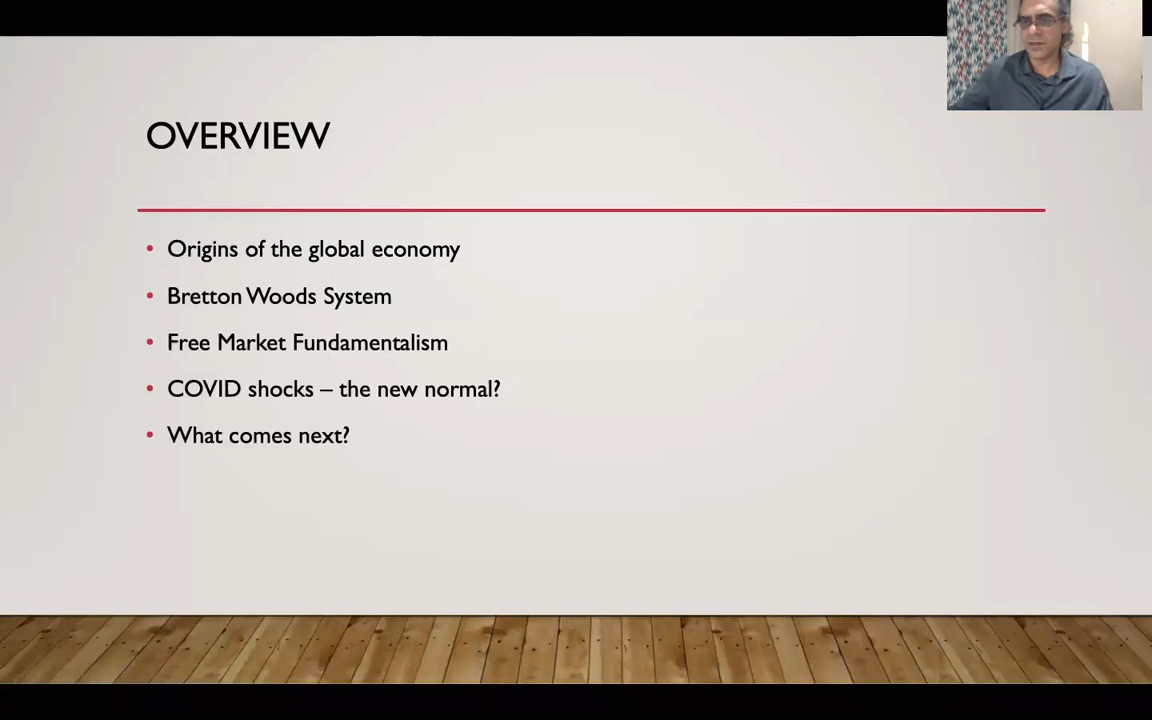 OVERVIEW
• Origins of the global economy
• Bretton Woods System
• Free Market Fundamentalism
• COVID shocks – the new normal?
• What comes next?